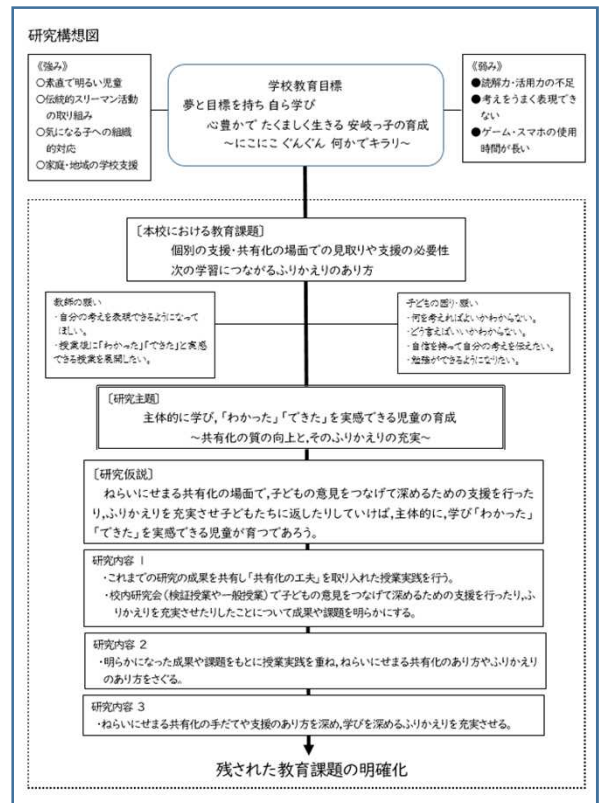 研究構想図
《強み》
○素直で明るい児童
○伝統的スリーマン活動
の取り組み
○気になる子への組織
的対応
○家庭・地域の学校支援
学校教育目標
夢と目標を持ち 自ら学び
心豊かで たくましく生きる 安岐っ子の育成
～にこにこ ぐんぐん 何かでキラリ～
《弱み》
●読解力・活用力の不足
●考えをうまく表現でき
ない
●ゲーム・スマホの使用
時間が長い
〔本校における教育課題〕
個別の支援・共有化の場面での見取りや支援の必要性
次の学習につながるふりかえりのあり方
教師の願い
・自分の考えを表現できるようになって
ほしい。
・授業後に「わかった」「できた」と実感
できる授業を展開したい。
子どもの困り・願い
・何を考えればよいかわからない。
・どう言えばいいかわからない。
・自信を持って自分の考えを伝えたい。
・勉強ができるようになりたい。
〔研究主題〕
主体的に学び,「わかった」「できた」を実感できる児童の育成
～共有化の質の向上と,そのふりかえりの充実～
〔研究仮説〕
ねらいにせまる共有化の場面で,子どもの意見をつなげて深めるための支援を行った
り,ふりかえりを充実させ子どもたちに返したりしていけば,主体的に,学び「わかった」
「できた」を実感できる児童が育つであろう。
研究内容 1
・これまでの研究の成果を共有し「共有化の工夫」を取り入れた授業実践を行う。
・校内研究会(検証授業や一般授業)で子どもの意見をつなげて深めるための支援を行ったり,ふ
りかえりを充実させたりしたことについて成果や課題を明らかにする。
研究内容 2
・明らかになった成果や課題をもとに授業実践を重ね,ねらいにせまる共有化のあり方やふりかえり
のあり方をさぐる。
研究内容 3
・ねらいにせまる共有化の手だてや支援のあり方を深め,学びを深めるふりかえりを充実させる。
残された教育課題の明確化